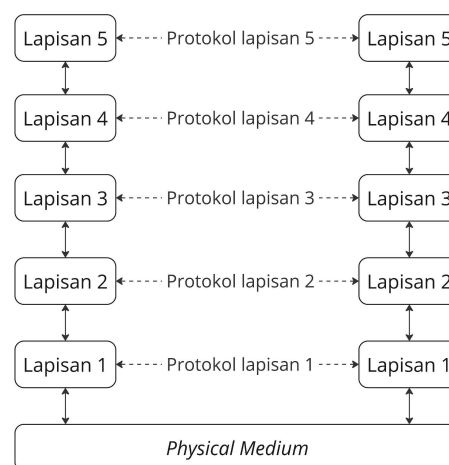 Lapisan 5 Protokol lapisan 5 Lapisan 5
Lapisan 4 Protokol lapisan 4 Lapisan 4
Lapisan 3 Protokol lapisan 3 Lapisan 3
Lapisan 2 Protokol lapisan 2 Lapisan 2
Lapisan 1 Protokol lapisan 1 Lapisan 1
Physical Medium